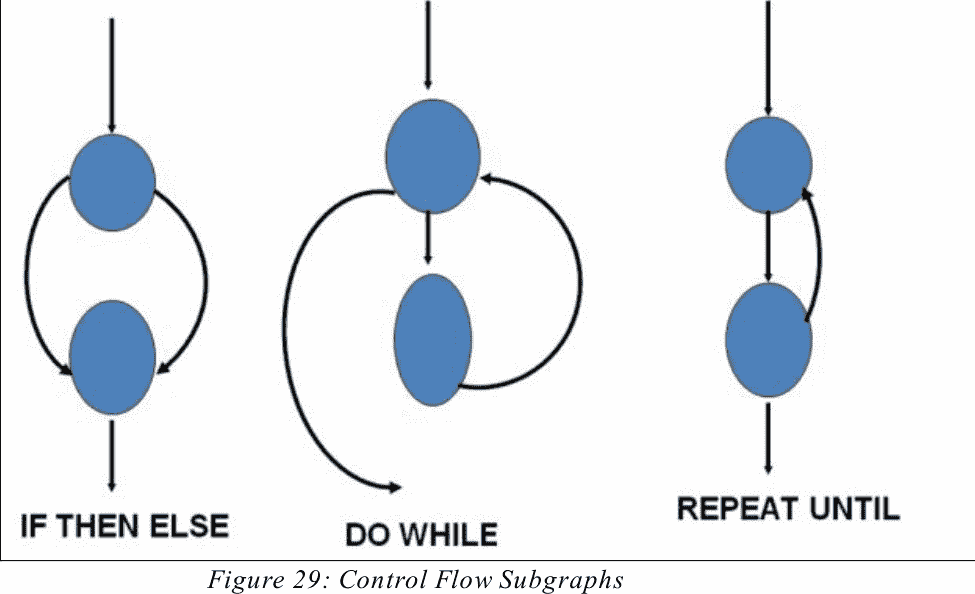 IF THEN ELSE
DO WHILE
REPEAT UNTIL
Figure 29: Control Flow Subgraphs